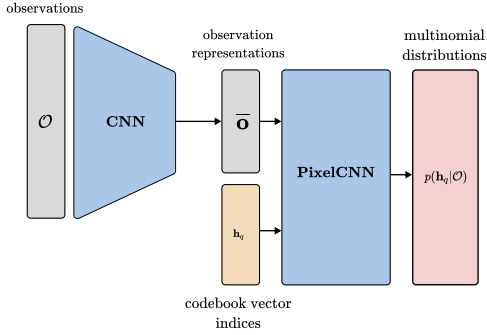 observations
𝒪
CNN
observation
representations
o̅
h_q
codebook vector
indices
PixelCNN
multinomial
distributions
p(h_q|𝒪)